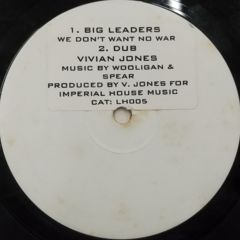 1. BIG LEADERS
WE DON'T WANT NO WAR
2. DUB
VIVIAN JONES
MUSIC BY WOOLIGAN &
SPEAR
PRODUCED BY V. JONES FOR
IMPERIAL HOUSE MUSIC
CAT: LH005